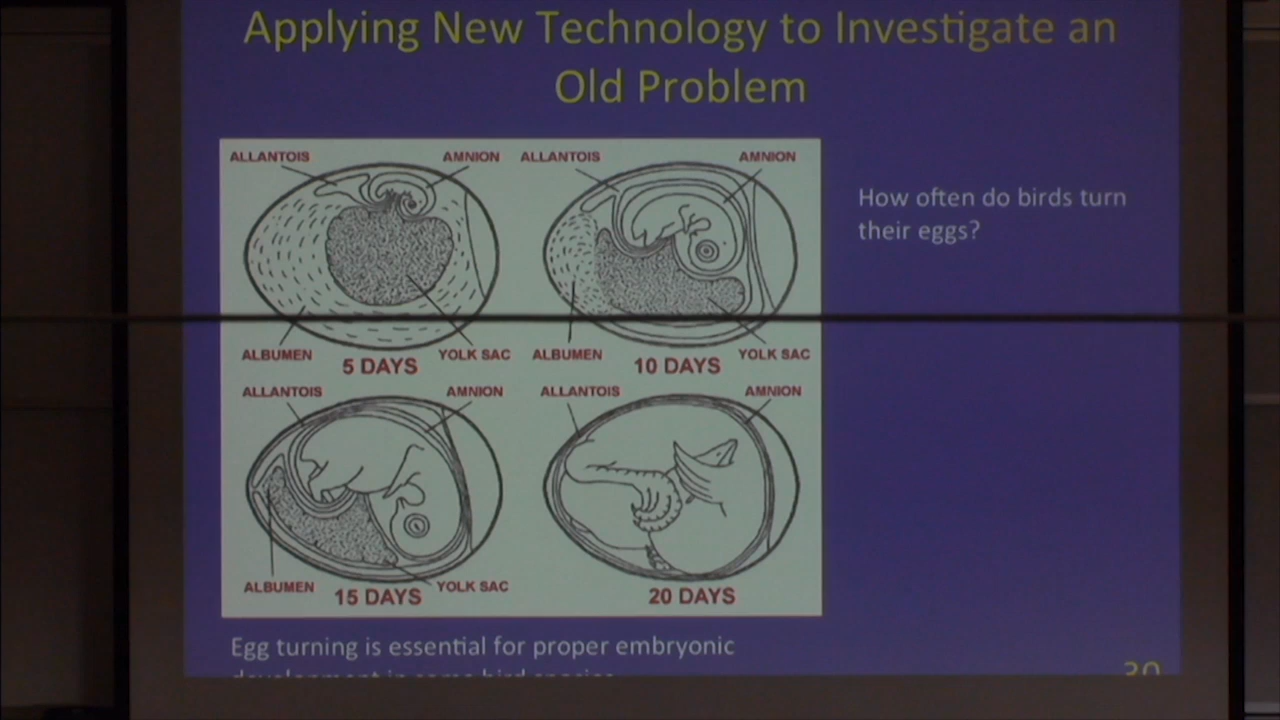 Applying New Technology to Investigate an
Old Problem
ALLANTOIS AMNION ALLANTOIS AMNION
How often do birds turn
their eggs?
ALBUMEN 5 DAYS YOLK SAC ALBUMEN 10 DAYS YOLK SAC
ALLANTOIS AMNION ALLANTOIS AMNION
ALBUMEN 15 DAYS YOLK SAC 20 DAYS
Egg turning is essential for proper embryonic
development in some bird species
30